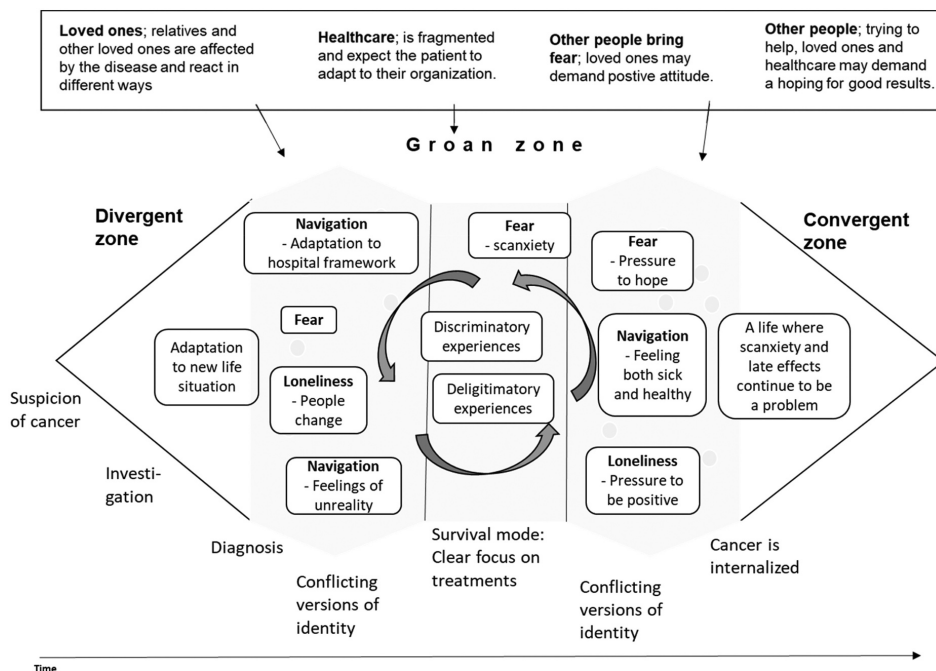 Loved ones; relatives and
other loved ones are affected
by the disease and react in
different ways
Healthcare; is fragmented
and expect the patient to
adapt to their organization.
Other people bring
fear; loved ones may
demand postive attitude.
Other people; trying to
help, loved ones and
healthcare may demand
a hoping for good results.
Groan zone
Divergent
zone
Convergent
zone
Navigation
- Adaptation to
hospital framework
Fear
- scanxiety
Fear
- Pressure
to hope
Fear
Adaptation
to new life
situation
Discriminatory
experiences
Navigation
- Feeling
both sick
and healthy
A life where
scanxiety and
late effects
continue to be
a problem
Loneliness
- People
change
Deligitimatory
experiences
Navigation
- Feelings of
unreality
Loneliness
- Pressure to
be positive
Suspicion
of cancer
Investi-
gation
Diagnosis
Conflicting
versions of
identity
Survival mode:
Clear focus on
treatments
Conflicting
versions of
identity
Cancer is
internalized
Time